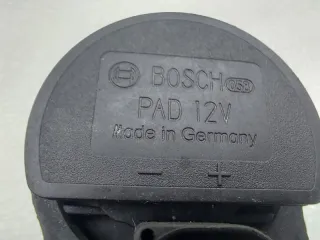 BOSCH
PAD 12V
Made in Germany
- +